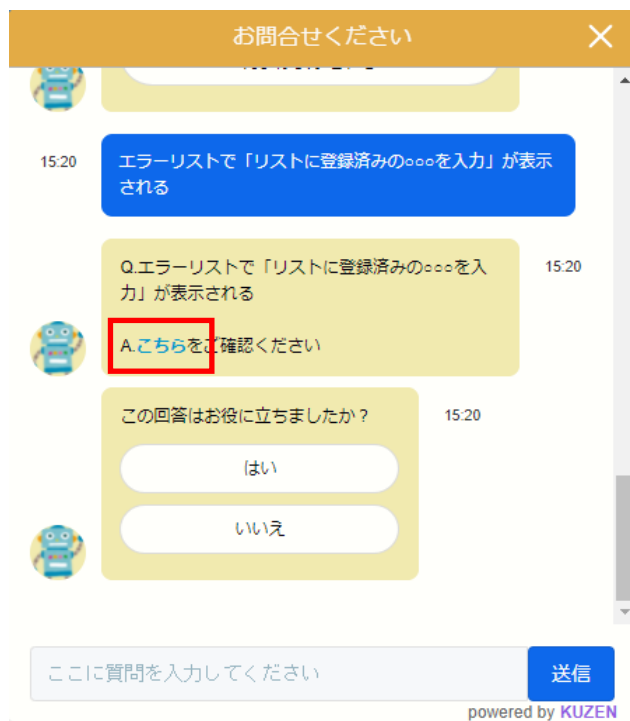 お問合せください
15:20
エラーリストで「リストに登録済みの○○○を入力」が表示
される
Q.エラーリストで「リストに登録済みの○○○を入
力」が表示される
15:20
A.こちらをご確認ください
この回答はお役に立ちましたか？
15:20
はい
いいえ
ここに質問を入力してください
送信
powered by KUZEN